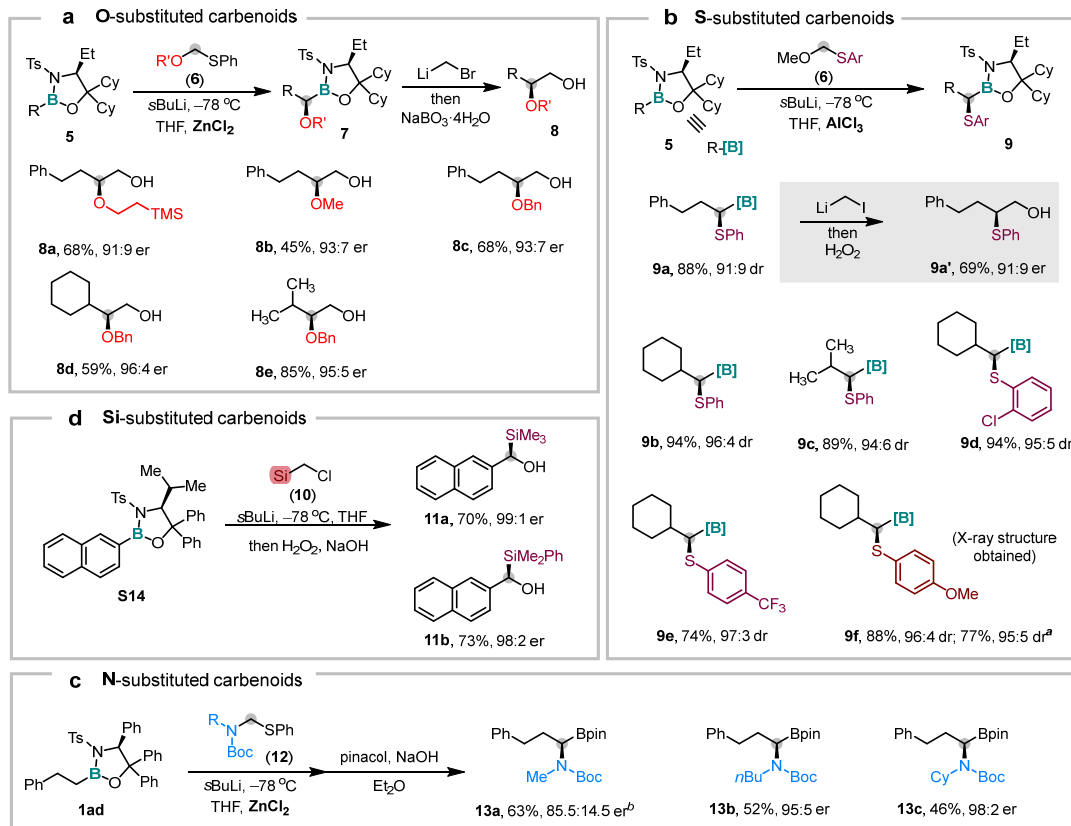 a O-substituted carbenoids
Ts
Et
N
Cy
B
O
Cy
R
5
R'O
SPh
(6)
sBuLi, –78 ºC
THF, ZnCl2
Ts
Et
N
Cy
R
B
O
Cy
OR'
7
Li
Br
then
NaBO3·4H2O
R
OH
OR'
8
Ph
OH
O
TMS
8a, 68%, 91:9 er
Ph
OH
OMe
8b, 45%, 93:7 er
Ph
OH
OBn
8c, 68%, 93:7 er
OH
OBn
8d, 59%, 96:4 er
CH3
H3C
OH
OBn
8e, 85%, 95:5 er
b S-substituted carbenoids
Ts
Et
N
Cy
B
O
Cy
R
5
R-[B]
MeO
SAr
(6)
sBuLi, –78 ºC
THF, AlCl3
Ts
Et
N
Cy
R
B
O
Cy
SAr
9
Ph
[B]
SPh
9a, 88%, 91:9 dr
Li
I
then
H2O2
Ph
OH
SPh
9a', 69%, 91:9 er
[B]
SPh
9b, 94%, 96:4 dr
CH3
H3C
[B]
SPh
9c, 89%, 94:6 dr
[B]
S
Cl
9d, 94%, 95:5 dr
[B]
S
CF3
9e, 74%, 97:3 dr
[B]
S
OMe
(X-ray structure
obtained)
9f, 88%, 96:4 dr; 77%, 95:5 dra
d Si-substituted carbenoids
Me
Me
Ts
N
Ph
B
O
Ph
S14
Si
Cl
(10)
sBuLi, –78 ºC, THF
then H2O2, NaOH
SiMe3
OH
11a, 70%, 99:1 er
SiMe2Ph
OH
11b, 73%, 98:2 er
c N-substituted carbenoids
Ts
Ph
N
Ph
Ph
B
O
Ph
1ad
R
N
SPh
Boc
(12)
sBuLi, –78 ºC
THF, ZnCl2
pinacol, NaOH
Et2O
Ph
Bpin
Me
N
Boc
13a, 63%, 85.5:14.5 erb
Ph
Bpin
nBu
N
Boc
13b, 52%, 95:5 er
Ph
Bpin
Cy
N
Boc
13c, 46%, 98:2 er